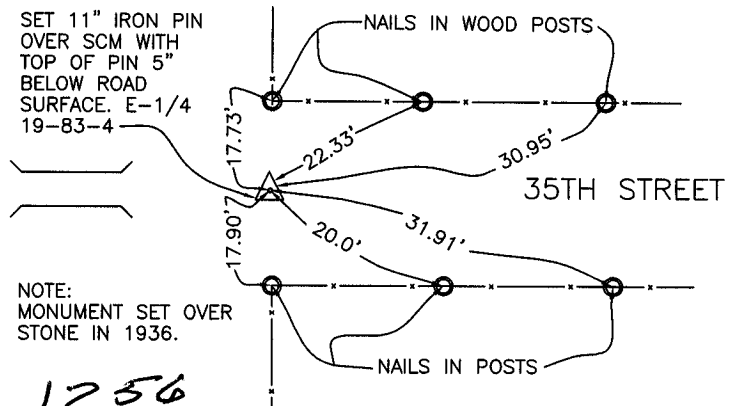 SET 11" IRON PIN
OVER SCM WITH
TOP OF PIN 5"
BELOW ROAD
SURFACE. E-1/4
19-83-4
NAILS IN WOOD POSTS
17.73'
22.33'
30.95'
35TH STREET
17.90'
20.0'
31.91'
NOTE:
MONUMENT SET OVER
STONE IN 1936.
NAILS IN POSTS
1256